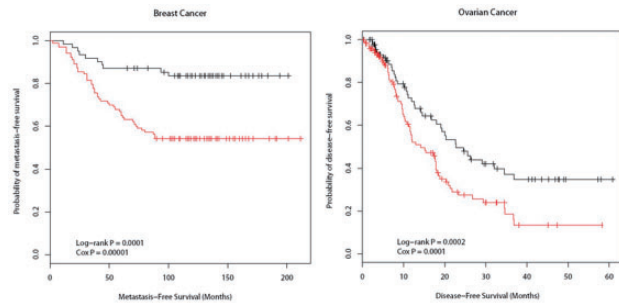 Breast Cancer
Probability of metastasis-free survival
1.0
0.8
0.6
0.4
0.2
0.0
Log-rank P = 0.0001
Cox P = 0.00001
0
50
100
150
200
Metastasis-Free Survival (Months)
Ovarian Cancer
Probability of disease-free survival
1.0
0.8
0.6
0.4
0.2
0.0
Log-rank P = 0.0002
Cox P = 0.0001
0
10
20
30
40
50
60
Disease-Free Survival (Months)